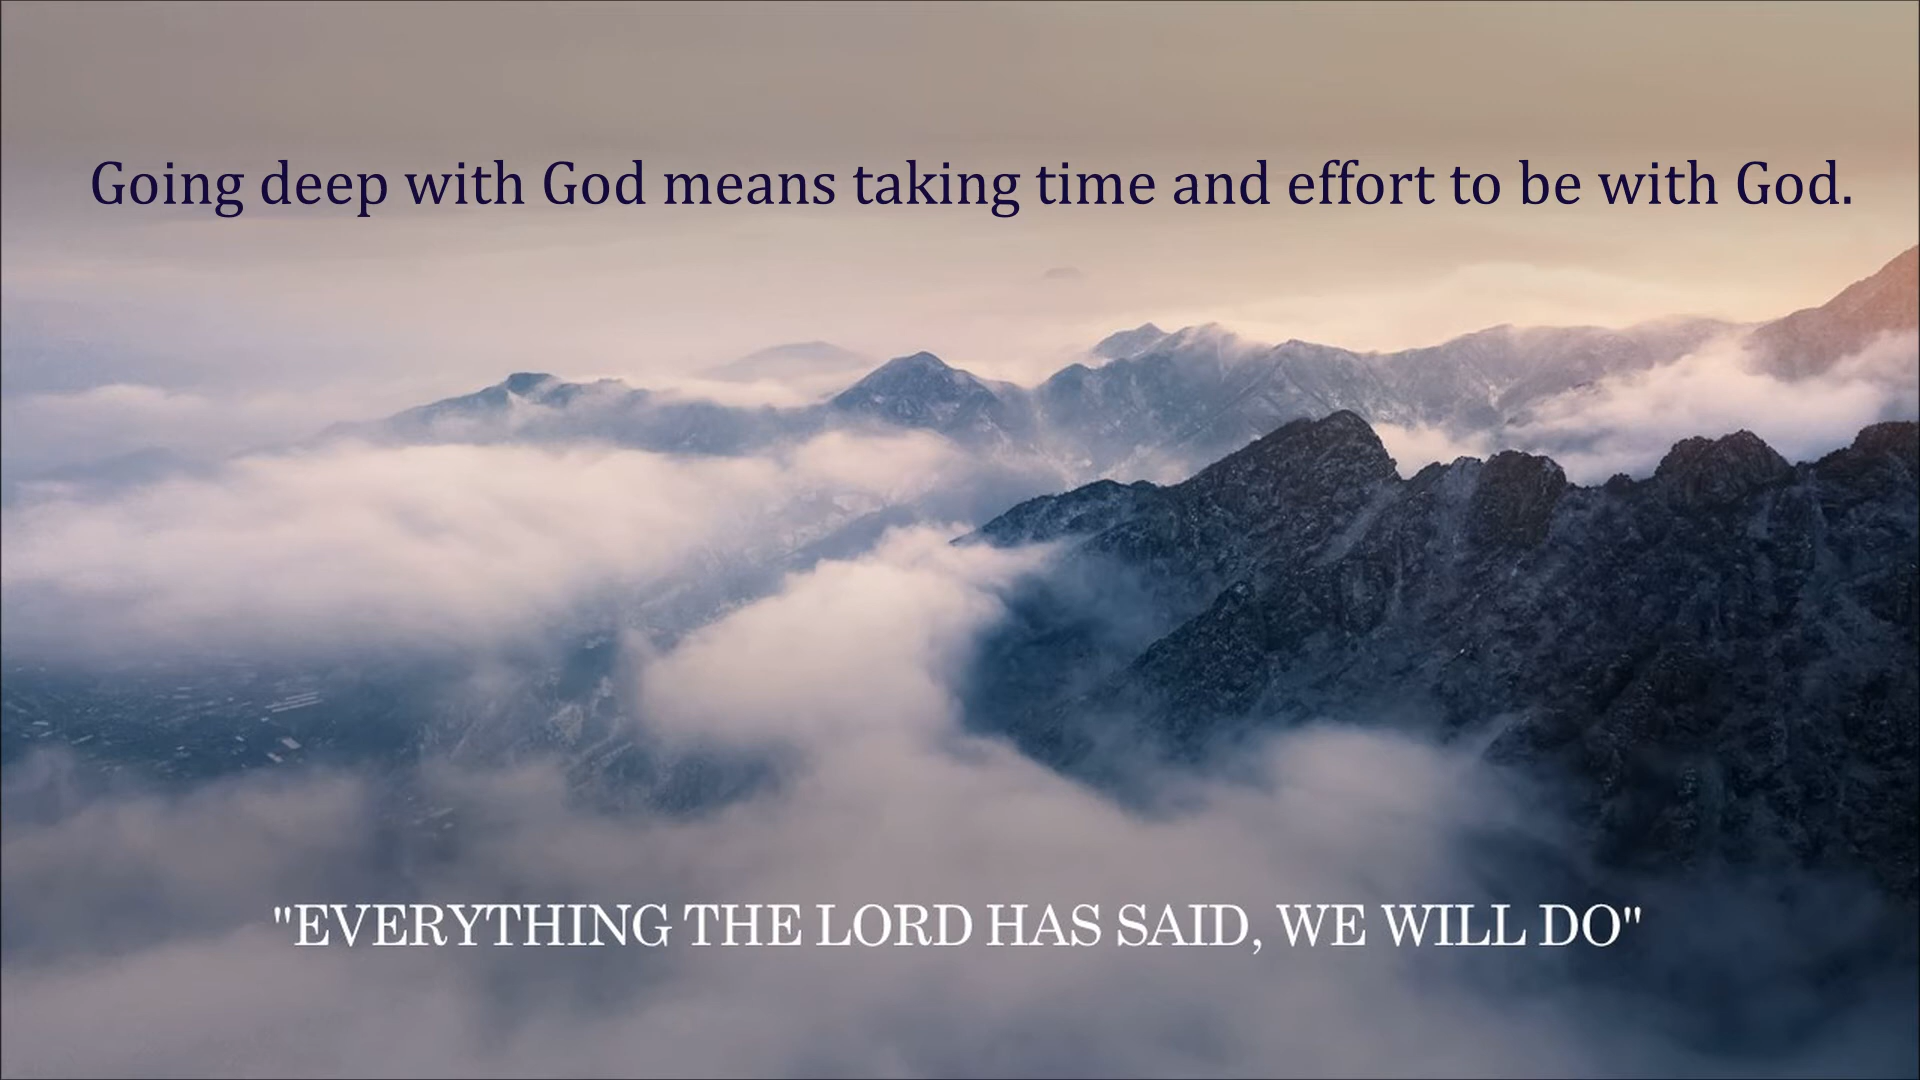 Going deep with God means taking time and effort to be with God.
"EVERYTHING THE LORD HAS SAID, WE WILL DO"